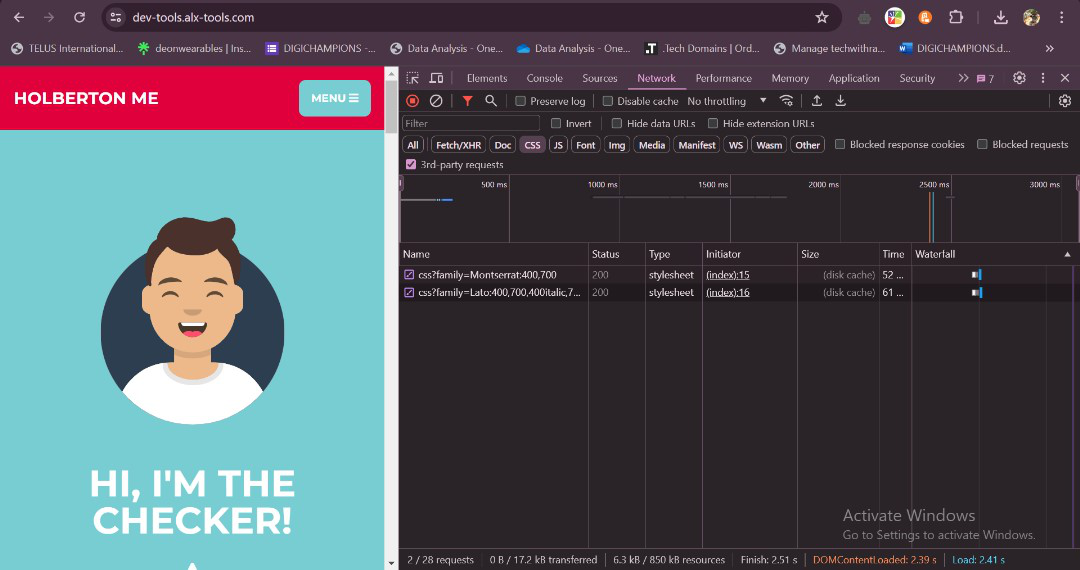 dev-tools.alx-tools.com
TELUS International... deonwearables | Ins... DIGICHAMPIONS -... Data Analysis - One... Data Analysis - One... .Tech Domains | Ord... Manage techwithra... DIGICHAMPIONS.d... »
HOLBERTON ME
MENU
HI, I'M THE
CHECKER!
Elements Console Sources Network Performance Memory Application Security » 7
Preserve log Disable cache No throttling
Filter Invert Hide data URLs Hide extension URLs
All Fetch/XHR Doc CSS JS Font Img Media Manifest WS Wasm Other Blocked response cookies Blocked requests
3rd-party requests
500 ms 1000 ms 1500 ms 2000 ms 2500 ms 3000 ms
Name Status Type Initiator Size Time Waterfall
css?family=Montserrat:400,700 200 stylesheet (index):15 (disk cache) 52 ...
css?family=Lato:400,700,400italic,7... 200 stylesheet (index):16 (disk cache) 61 ...
Activate Windows
Go to Settings to activate Windows.
2 / 28 requests 0 B / 17.2 kB transferred 6.3 kB / 850 kB resources Finish: 2.51 s DOMContentLoaded: 2.39 s Load: 2.41 s